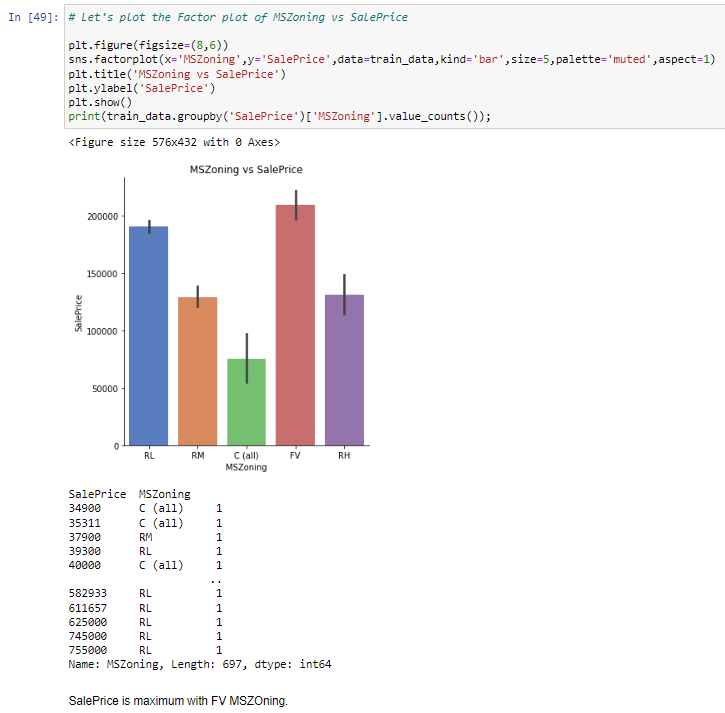 In [49]: # Let's plot the Factor plot of MSZoning vs SalePrice
plt.figure(figsize=(8,6))
sns.factorplot(x='MSZoning',y='SalePrice',data=train_data,kind='bar',size=5,palette='muted',aspect=1)
plt.title('MSZoning vs SalePrice')
plt.ylabel('SalePrice')
plt.show()
print(train_data.groupby('SalePrice')['MSZoning'].value_counts());
<Figure size 576x432 with 0 Axes>
MSZoning vs SalePrice
200000
150000
100000
50000
0
SalePrice
RL RM C (all) FV RH
MSZoning
SalePrice MSZoning
34900 C (all) 1
35311 C (all) 1
37900 RM 1
39300 RL 1
40000 C (all) 1
..
582933 RL 1
611657 RL 1
625000 RL 1
745000 RL 1
755000 RL 1
Name: MSZoning, Length: 697, dtype: int64
SalePrice is maximum with FV MSZOning.